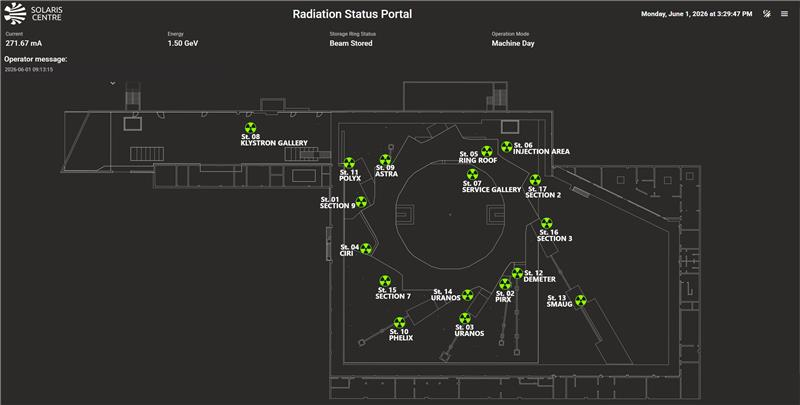 SOLARIS
CENTRE
Radiation Status Portal
Monday, June 1, 2026 at 3:29:47 PM
Current
271.67 mA
Energy
1.50 GeV
Storage Ring Status
Beam Stored
Operation Mode
Machine Day
Operator message:
2026-06-01 09:13:15
St. 08
KLYSTRON GALLERY
St. 11
POLYX
St. 09
ASTRA
St. 05
RING ROOF
St. 06
INJECTION AREA
St. 07
SERVICE GALLERY
St. 17
SECTION 2
St. 01
SECTION 9
St. 16
SECTION 3
St. 04
CIRI
St. 15
SECTION 7
St. 14
URANOS
St. 02
PIRX
St. 12
DEMETER
St. 13
SMAUG
St. 10
PHELIX
St. 03
URANOS